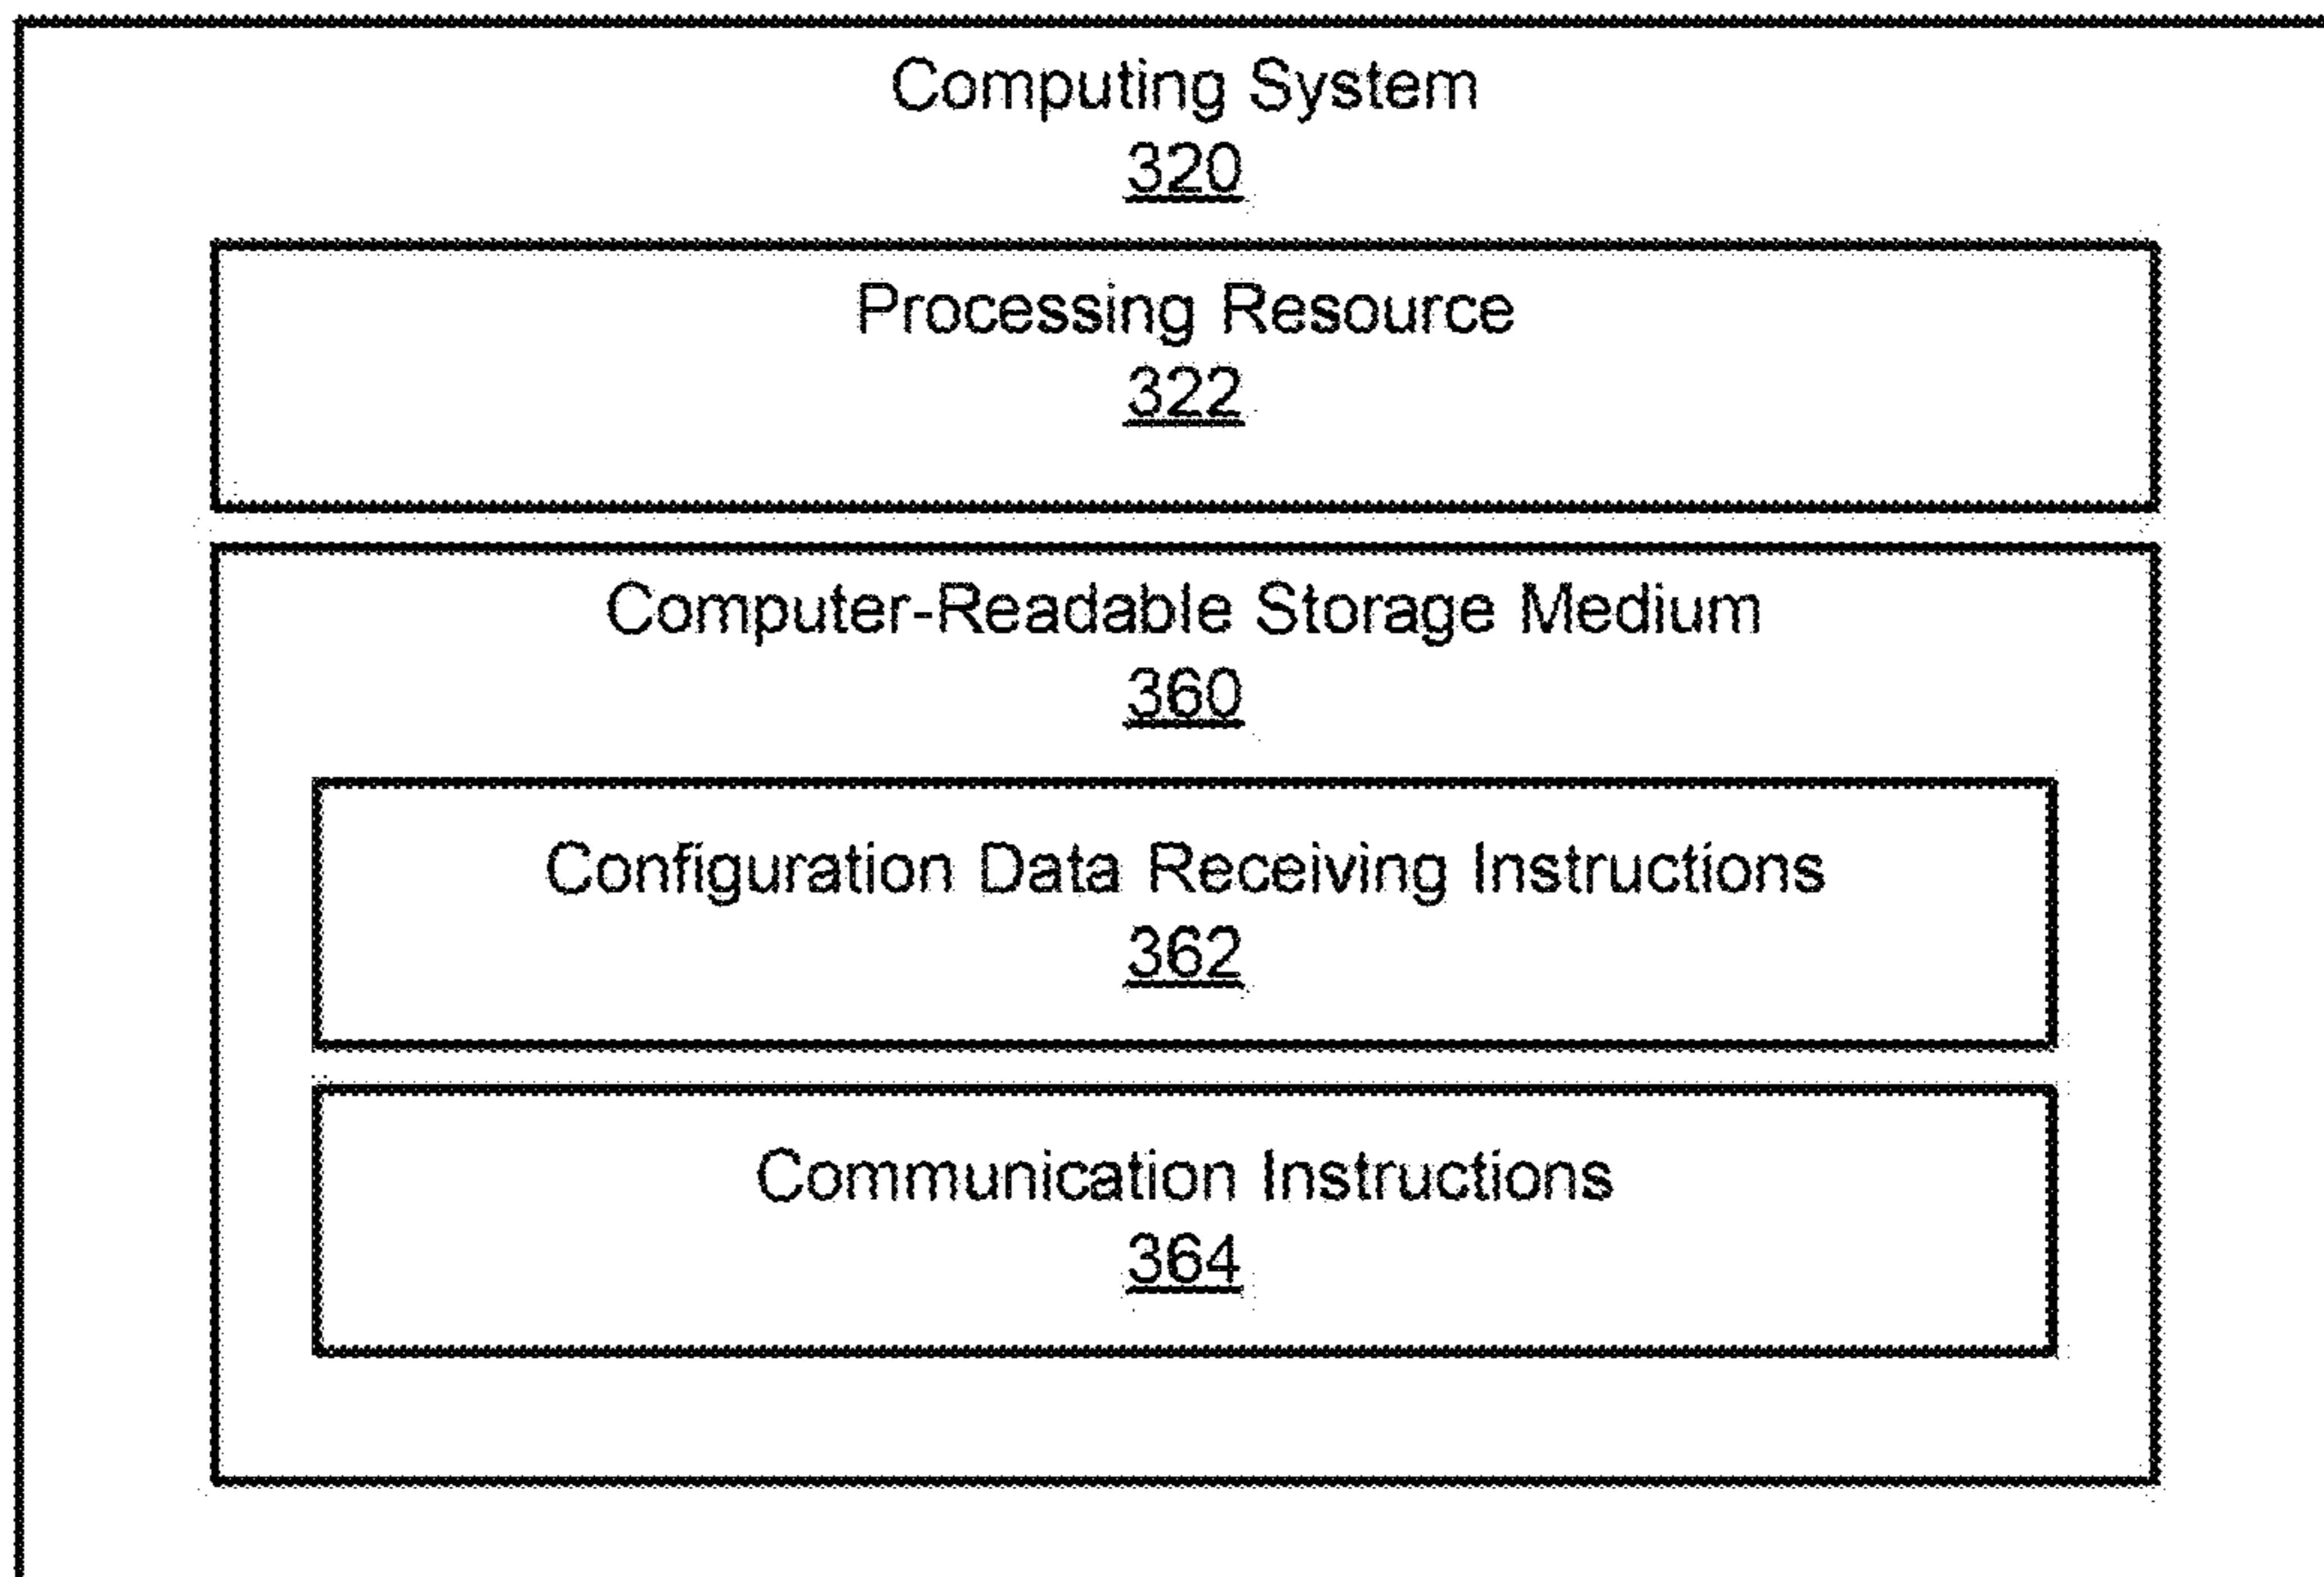 Computing System
320
Processing Resource
322
Computer-Readable Storage Medium
360
Configuration Data Receiving Instructions
362
Communication Instructions
364